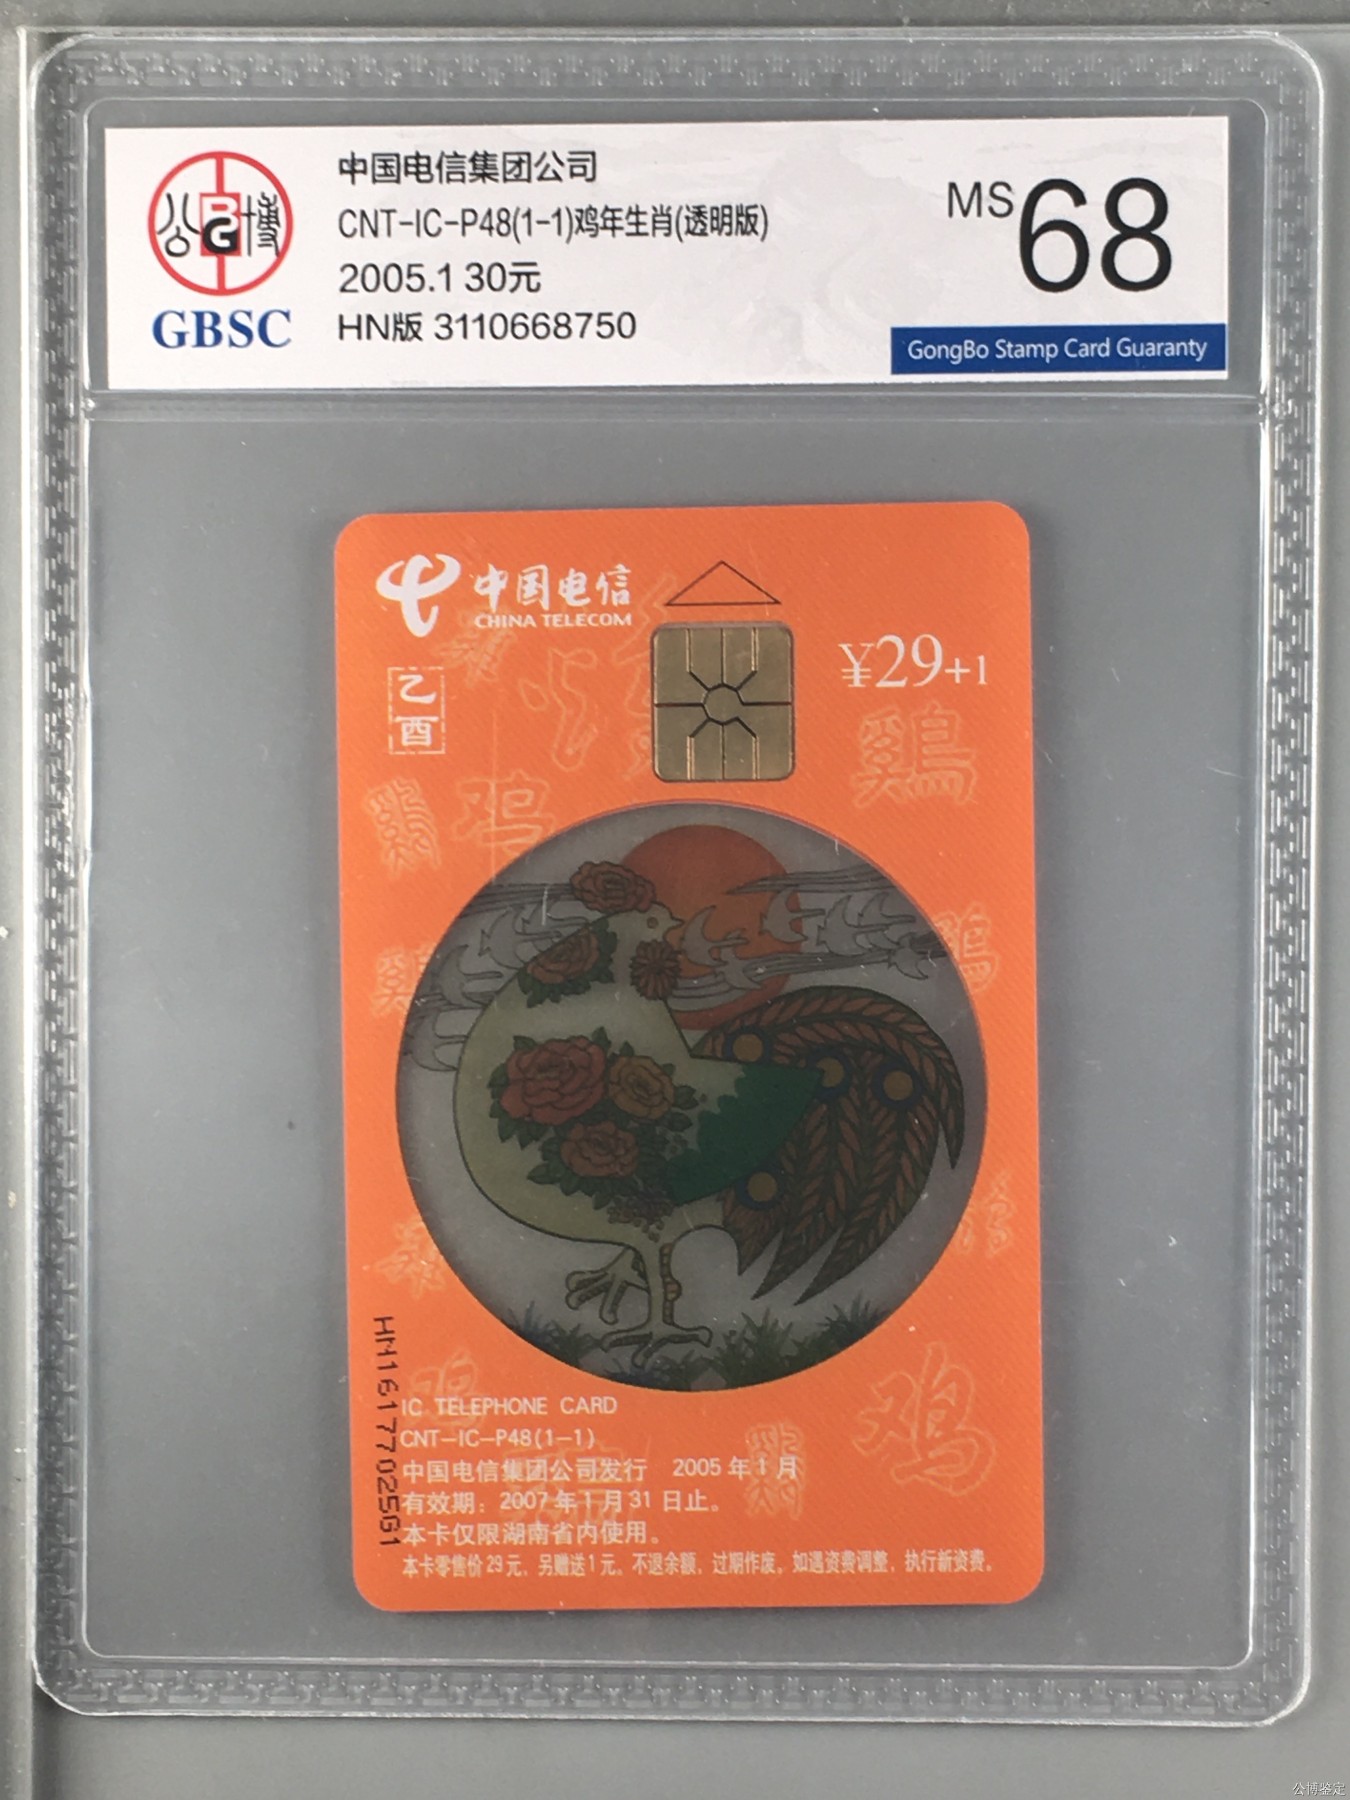 公博
BG
GBSC
中国电信集团公司
CNT-IC-P48(1-1)鸡年生肖(透明版)
2005.1 30元
HN版 3110668750
MS 68
GongBo Stamp Card Guaranty
中国电信
CHINA TELECOM
乙酉
¥29+1
鷄
鸡
鷄
鸡
鷄
HN1617702561
IC TELEPHONE CARD
CNT-IC-P48(1-1)
中国电信集团公司发行 2005年1月
有效期：2007年1月31日止。
本卡仅限湖南省内使用。
本卡零售价29元，另赠送1元。不退余额，过期作废。如遇资费调整，执行新资费。
公博鉴定